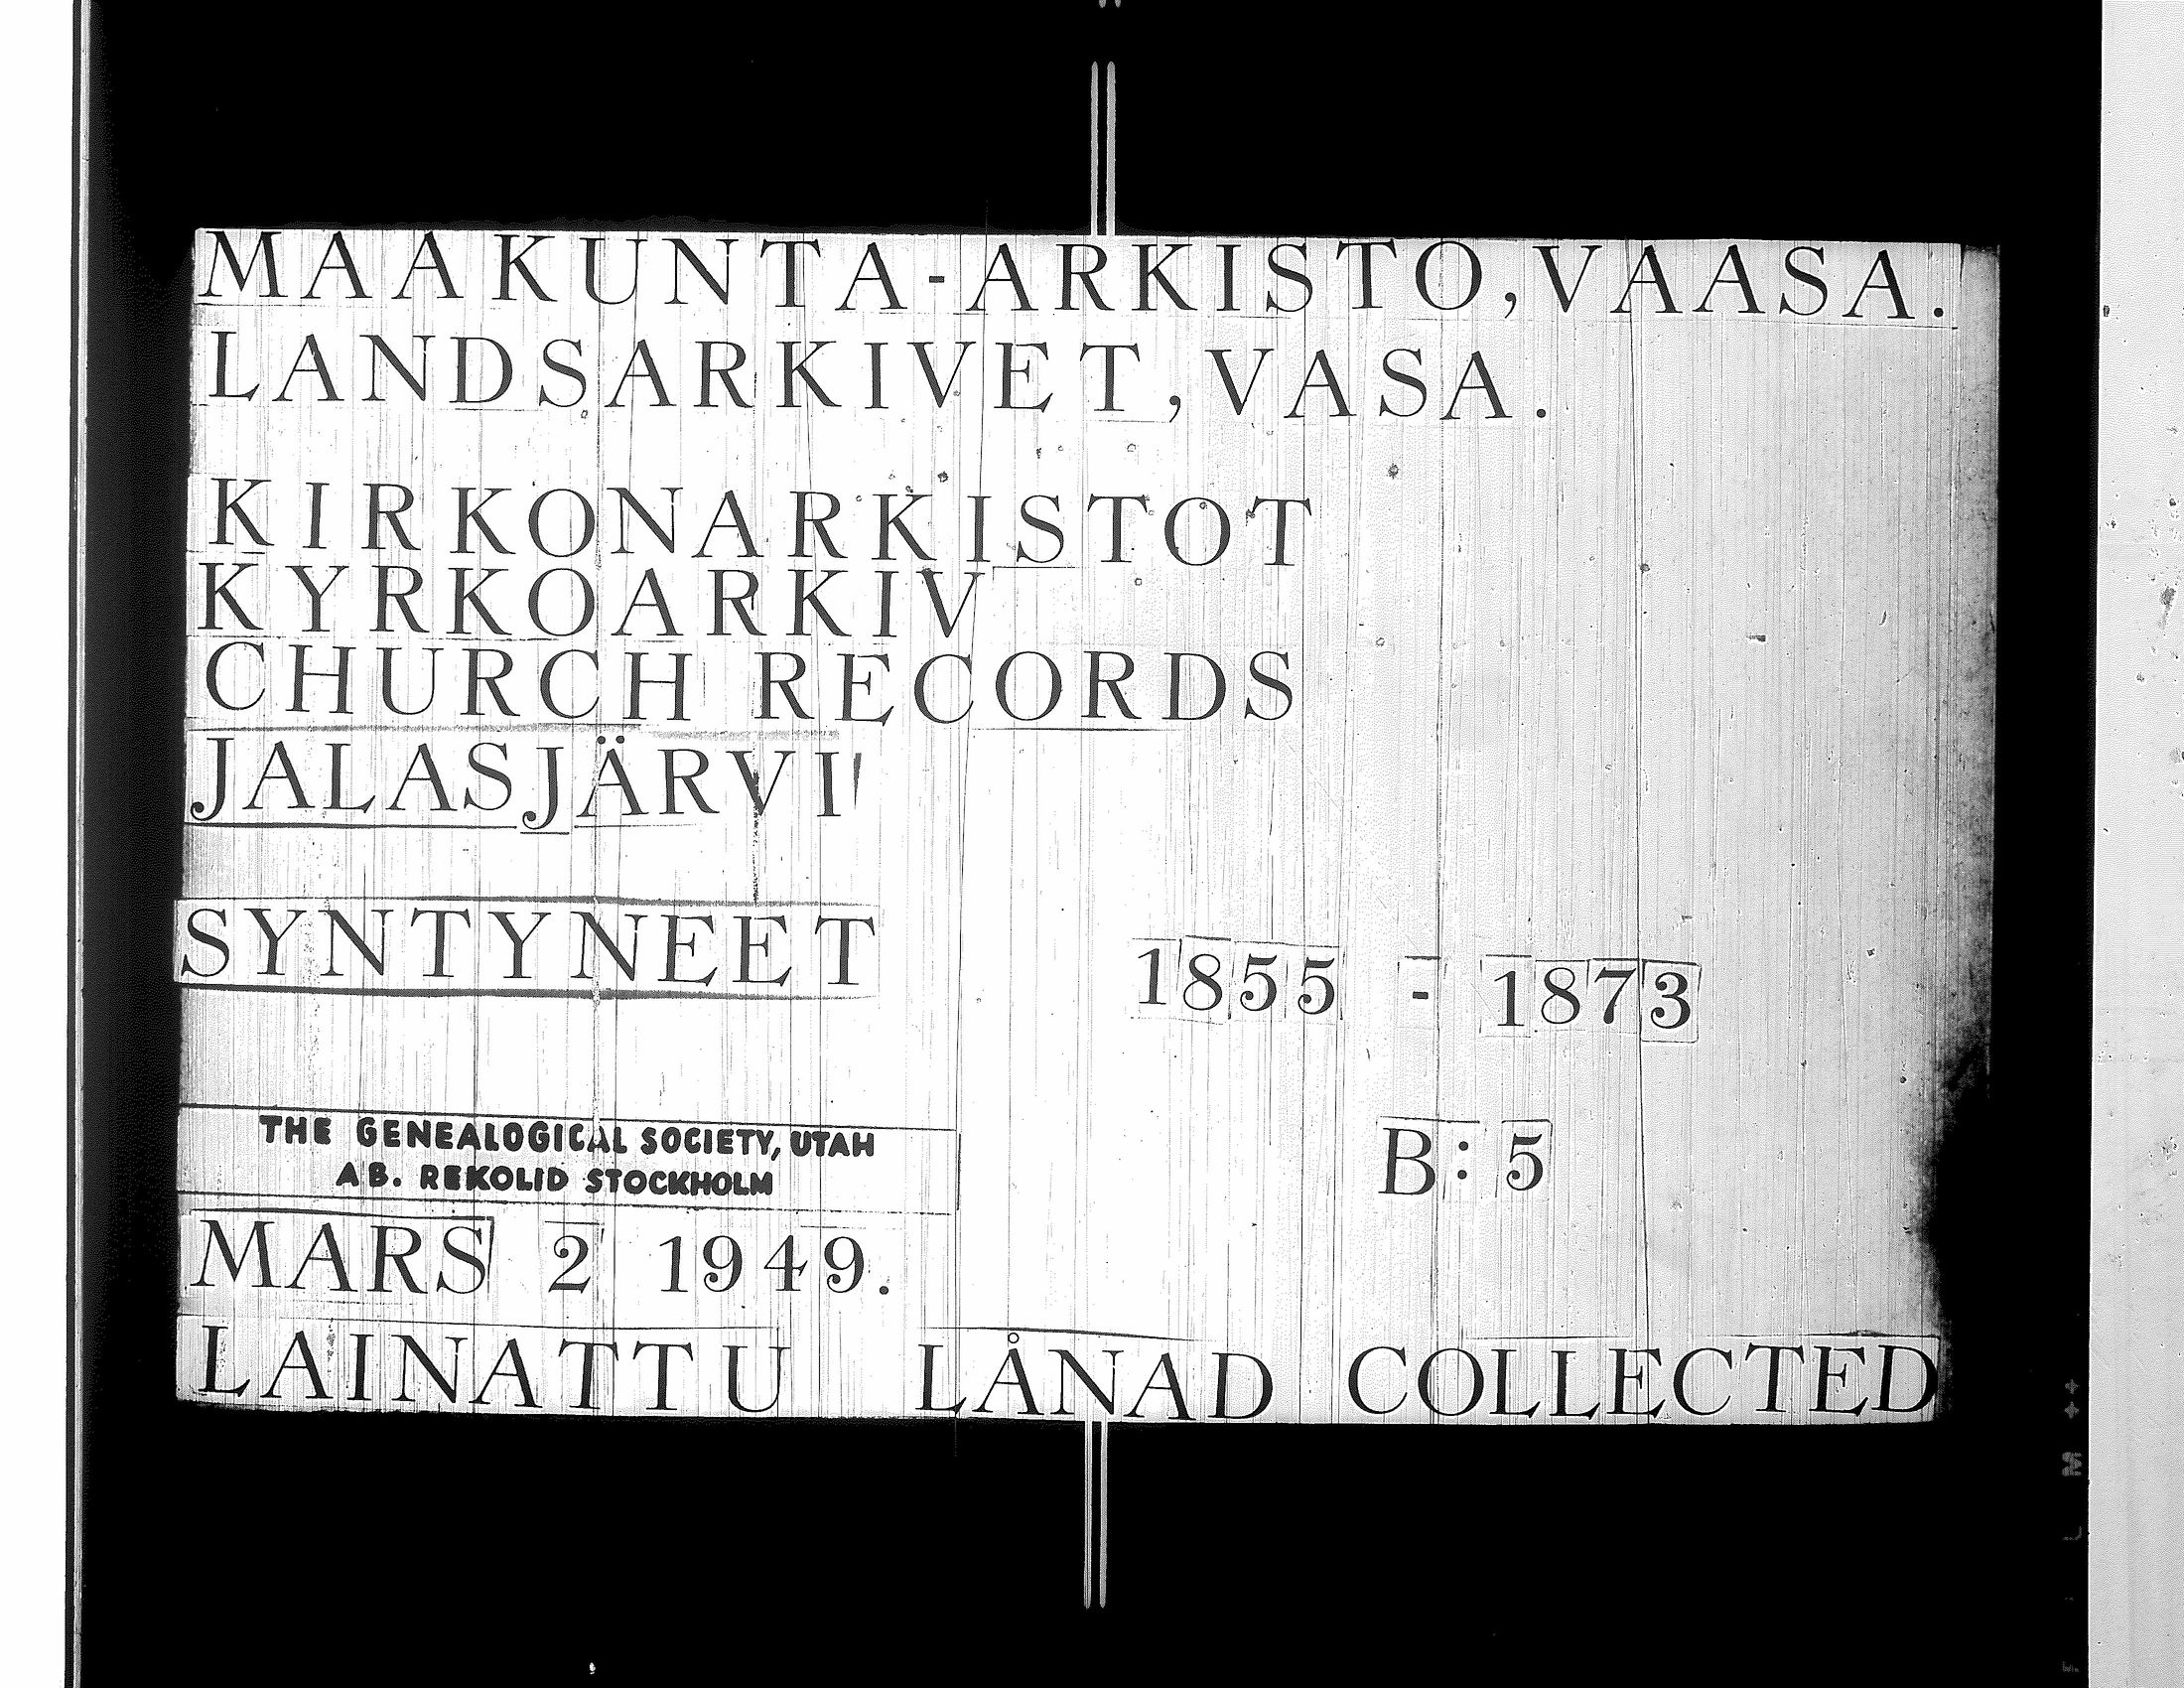 MAAKUNTA-ARKISTO, VAASA.
LANDSARKIVET, VASA.
KIRKONARKISTOT
KYRKOARKIV
CHURCH RECORDS
JALASJÄRVI
SYNTYNEET 1855 - 1873
THE GENEALOGICAL SOCIETY, UTAH
AB. REKOLID STOCKHOLM
B: 5
MARS 2 1949.
LAINATTU LÅNAD COLLECTED